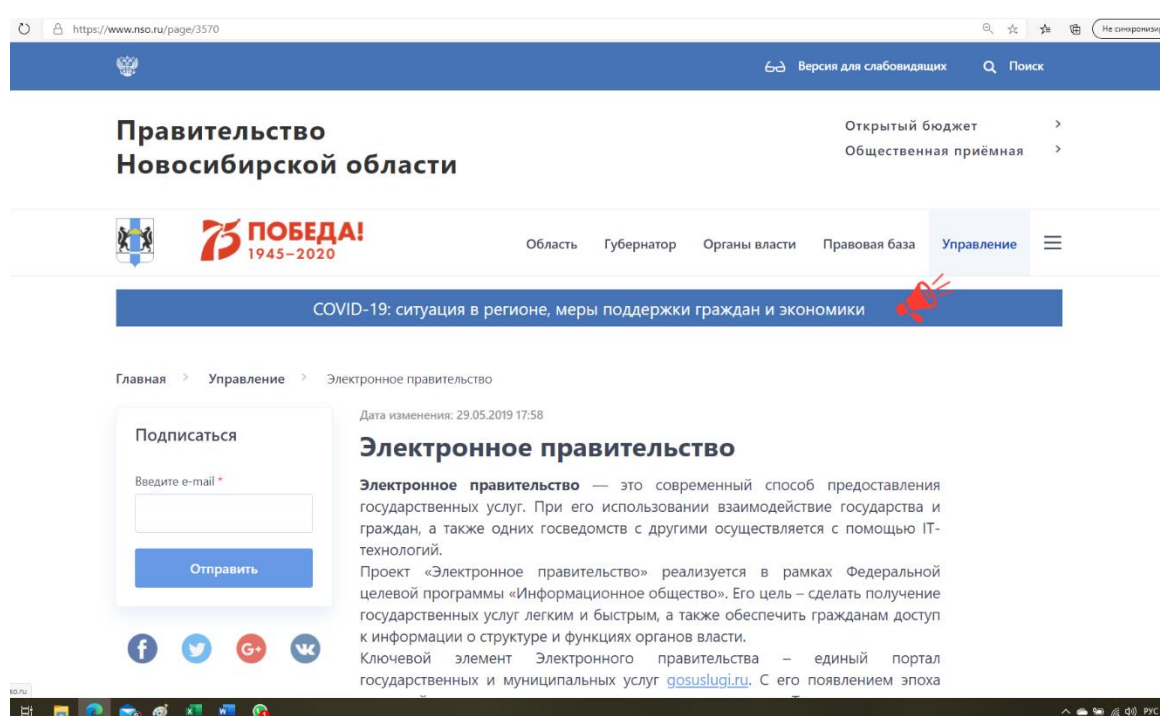 https://www.nso.ru/page/3570
Не синхронизи
Версия для слабовидящих
Поиск
Правительство
Новосибирской области
Открытый бюджет
Общественная приёмная
75 ПОБЕДА!
1945–2020
Область Губернатор Органы власти Правовая база Управление
COVID-19: ситуация в регионе, меры поддержки граждан и экономики
Главная > Управление > Электронное правительство
Подписаться
Введите e-mail *
Отправить
Дата изменения: 29.05.2019 17:58
Электронное правительство
Электронное правительство — это современный способ предоставления
государственных услуг. При его использовании взаимодействие государства и
граждан, а также одних госведомств с другими осуществляется с помощью IT-
технологий.
Проект «Электронное правительство» реализуется в рамках Федеральной
целевой программы «Информационное общество». Его цель – сделать получение
государственных услуг легким и быстрым, а также обеспечить гражданам доступ
к информации о структуре и функциях органов власти.
Ключевой элемент Электронного правительства – единый портал
государственных и муниципальных услуг gosuslugi.ru. С его появлением эпоха
so.ru
РУС